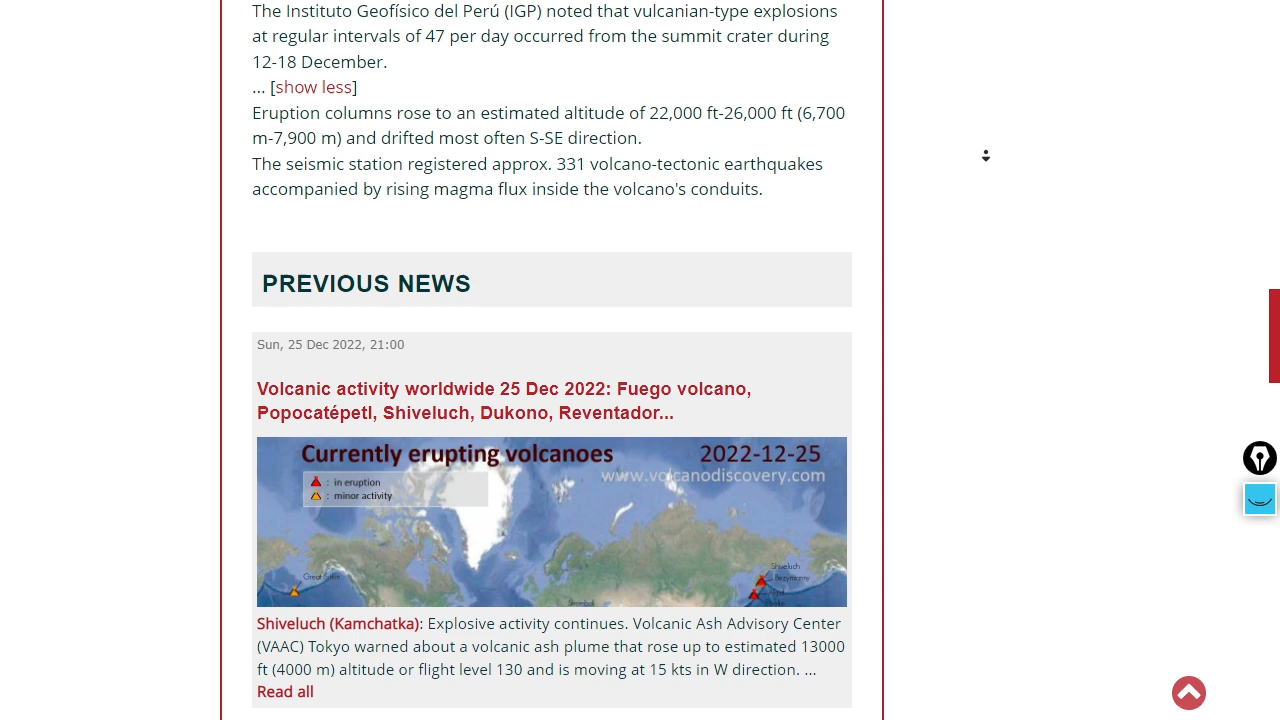 The Instituto Geofísico del Perú (IGP) noted that vulcanian-type explosions
at regular intervals of 47 per day occurred from the summit crater during
12-18 December.
... [show less]
Eruption columns rose to an estimated altitude of 22,000 ft-26,000 ft (6,700
m-7,900 m) and drifted most often S-SE direction.
The seismic station registered approx. 331 volcano-tectonic earthquakes
accompanied by rising magma flux inside the volcano's conduits.
PREVIOUS NEWS
Sun, 25 Dec 2022, 21:00
Volcanic activity worldwide 25 Dec 2022: Fuego volcano,
Popocatépetl, Shiveluch, Dukono, Reventador...
Currently erupting volcanoes 2022-12-25
www.volcanodiscovery.com
: in eruption
: minor activity
Great Sitkin
Shiveluch
Bezymianny
Stromboli
Shiveluch (Kamchatka): Explosive activity continues. Volcanic Ash Advisory Center
(VAAC) Tokyo warned about a volcanic ash plume that rose up to estimated 13000
ft (4000 m) altitude or flight level 130 and is moving at 15 kts in W direction. ...
Read all